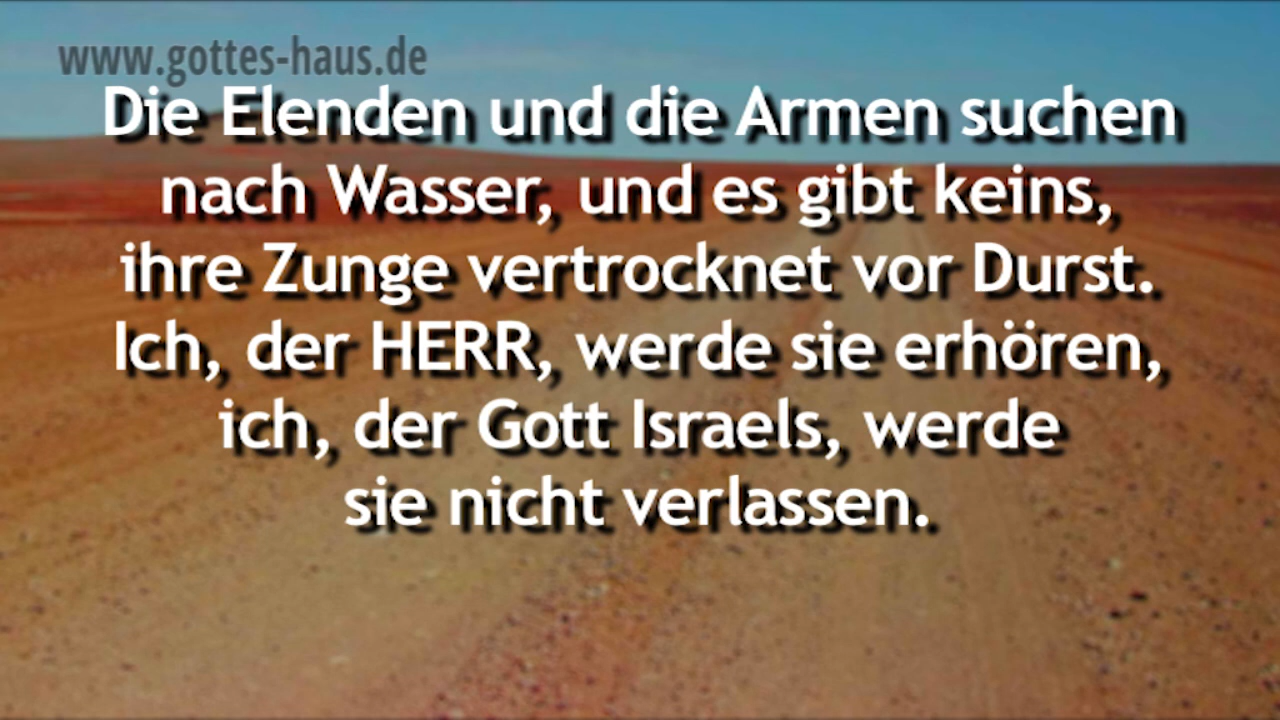 www.gottes-haus.de
Die Elenden und die Armen suchen
nach Wasser, und es gibt keins,
ihre Zunge vertrocknet vor Durst.
Ich, der HERR, werde sie erhören,
ich, der Gott Israels, werde
sie nicht verlassen.